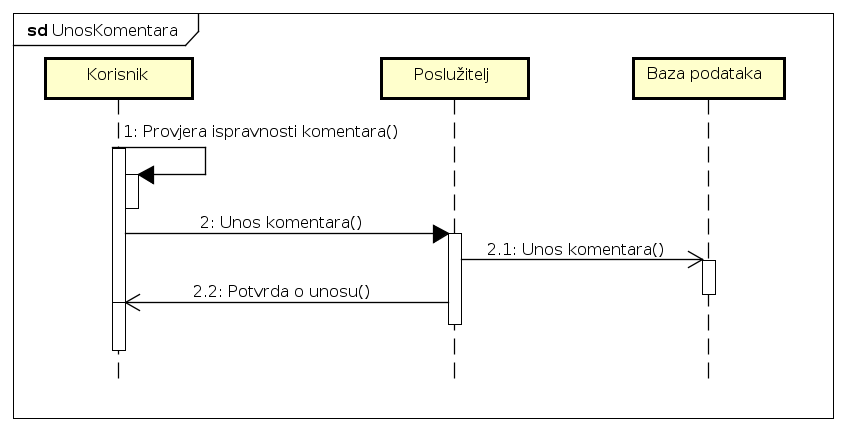 sd UnosKomentara
Korisnik
Poslužitelj
Baza podataka
1: Provjera ispravnosti komentara()
2: Unos komentara()
2.1: Unos komentara()
2.2: Potvrda o unosu()